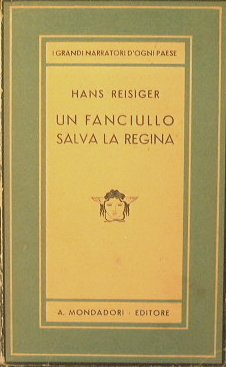 I GRANDI NARRATORI D'OGNI PAESE
HANS REISIGER
UN FANCIULLO
SALVA LA REGINA
A. MONDADORI · EDITORE